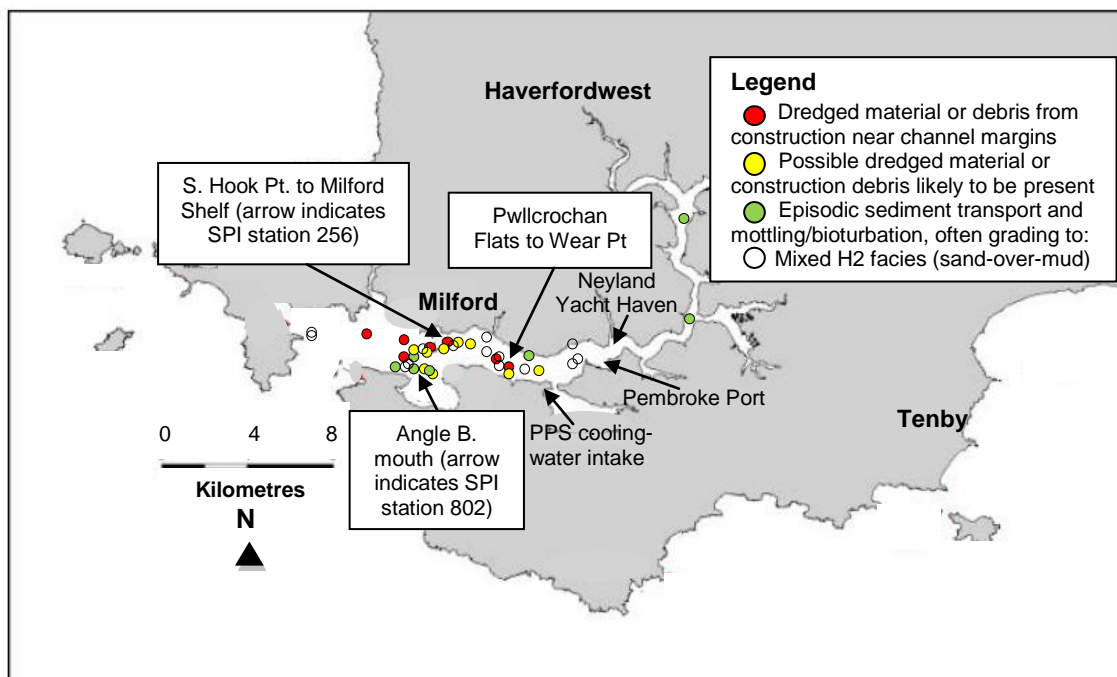 Haverfordwest
Legend
Dredged material or debris from
construction near channel margins
Possible dredged material or
construction debris likely to be present
Episodic sediment transport and
mottling/bioturbation, often grading to:
Mixed H2 facies (sand-over-mud)
S. Hook Pt. to Milford
Shelf (arrow indicates
SPI station 256)
Pwllcrochan
Flats to Wear Pt
Milford
Neyland
Yacht Haven
Pembroke Port
Tenby
PPS cooling-
water intake
Angle B.
mouth (arrow
indicates SPI
station 802)
0 4 8
Kilometres
N